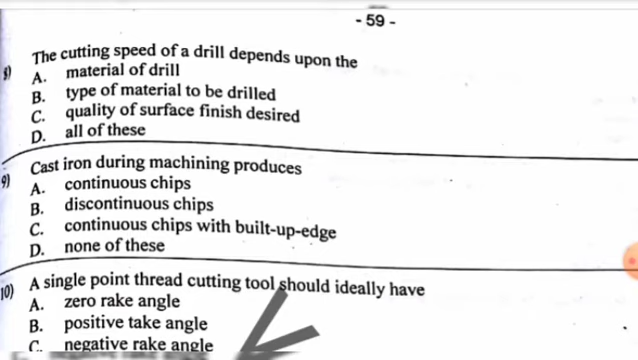 - 59 -
8) The cutting speed of a drill depends upon the
A. material of drill
B. type of material to be drilled
C. quality of surface finish desired
D. all of these
9) Cast iron during machining produces
A. continuous chips
B. discontinuous chips
C. continuous chips with built-up-edge
D. none of these
10) A single point thread cutting tool should ideally have
A. zero rake angle
B. positive take angle
C. negative rake angle